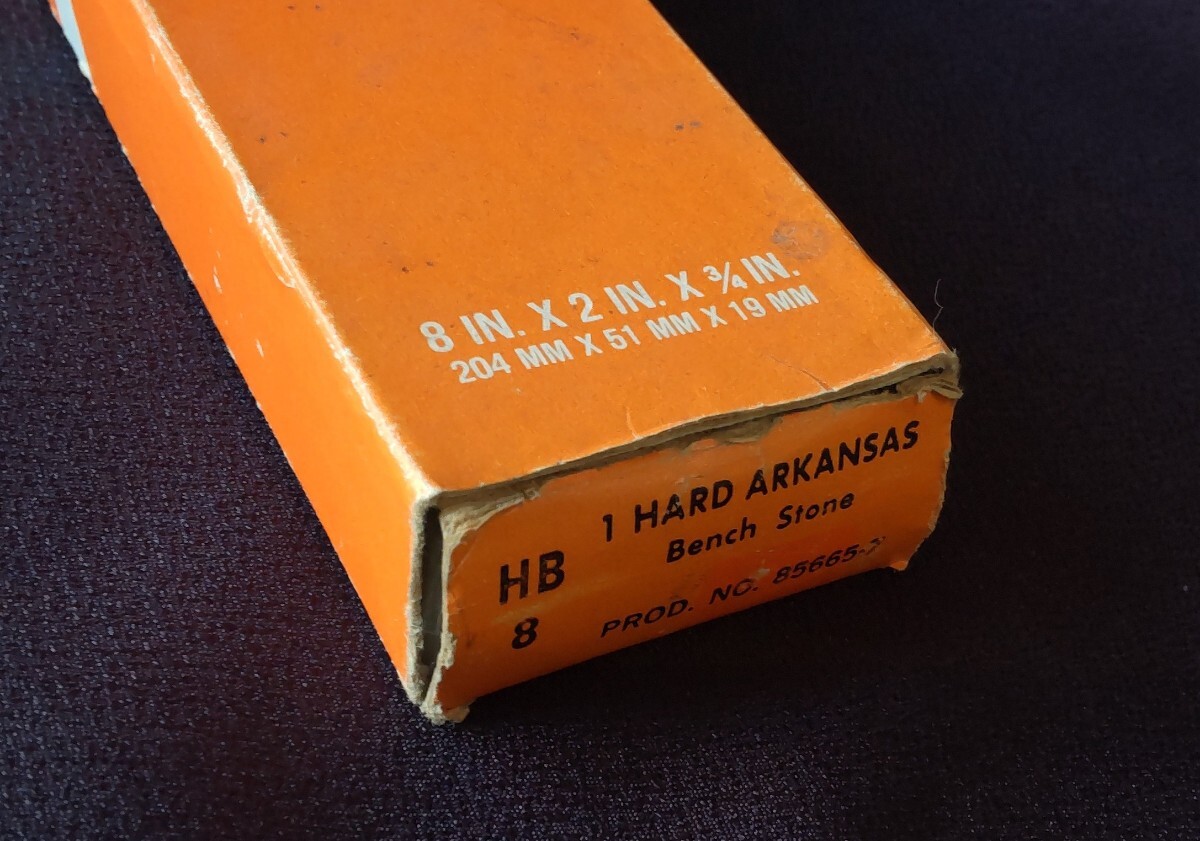 8 IN. X 2 IN. X ¾ IN.
204 MM X 51 MM X 19 MM
1 HARD ARKANSAS
Bench Stone
HB
8
PROD. NO.